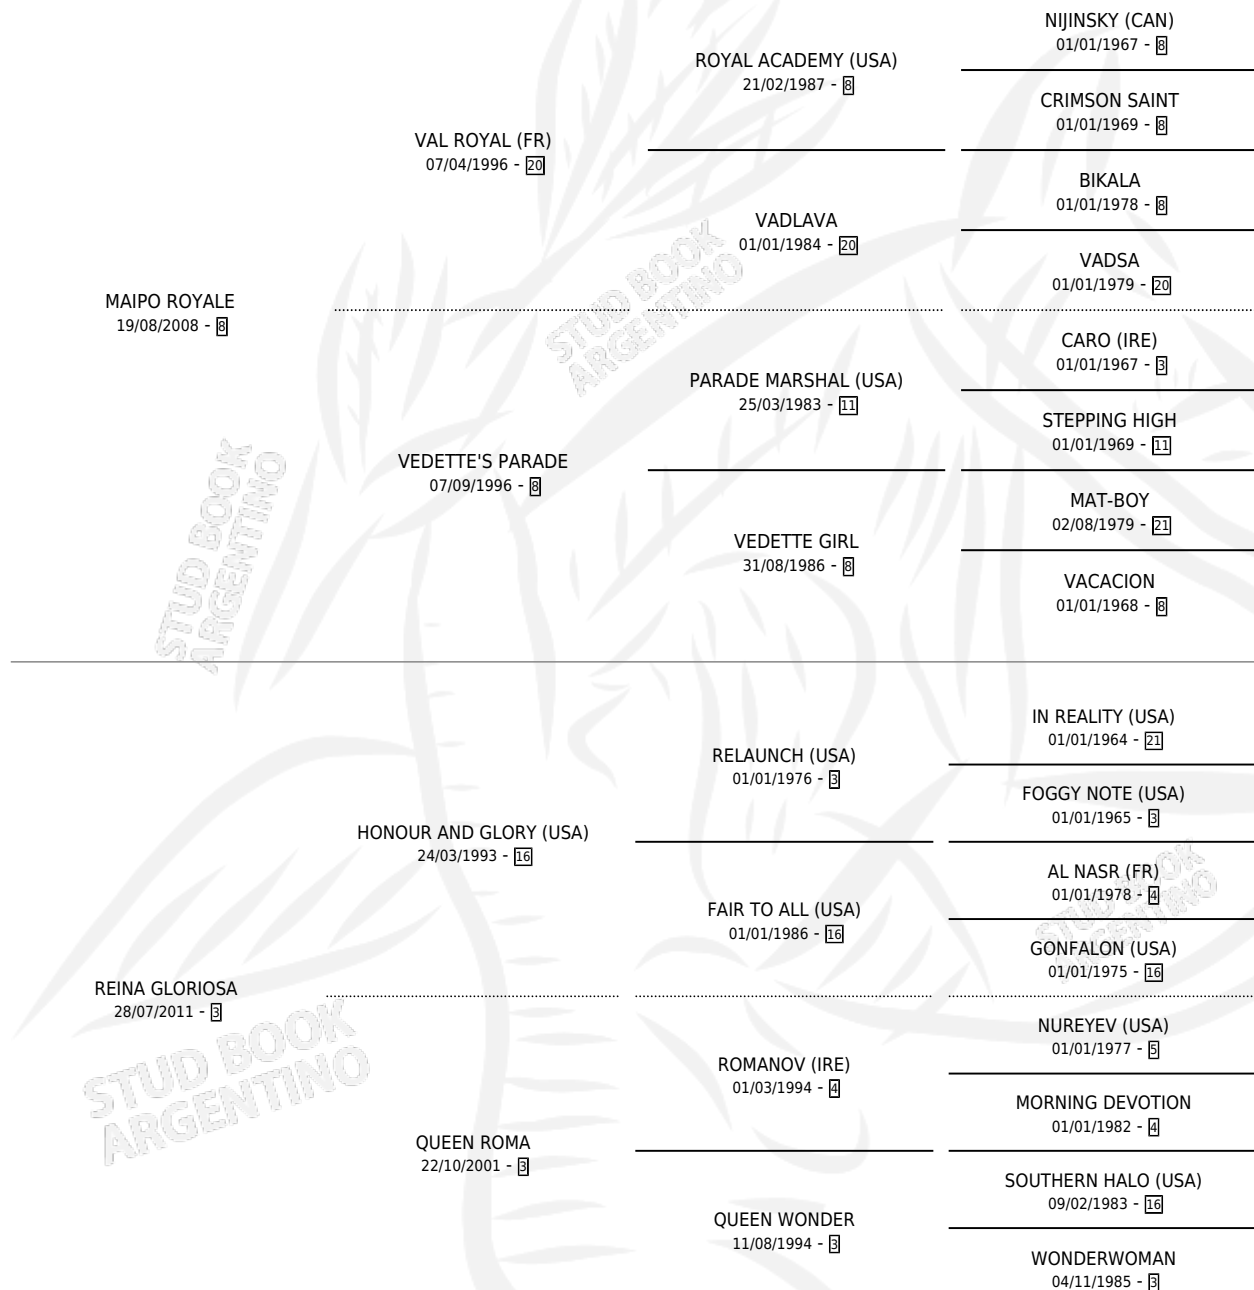 NIJINSKY (CAN)
01/01/1967 - 8
ROYAL ACADEMY (USA)
21/02/1987 - 8
CRIMSON SAINT
01/01/1969 - 8
VAL ROYAL (FR)
07/04/1996 - 20
BIKALA
01/01/1978 - 8
VADLAVA
01/01/1984 - 20
VADSA
01/01/1979 - 20
MAIPO ROYALE
19/08/2008 - 8
CARO (IRE)
01/01/1967 - 3
PARADE MARSHAL (USA)
25/03/1983 - 11
STEPPING HIGH
01/01/1969 - 11
VEDETTE'S PARADE
07/09/1996 - 8
MAT-BOY
02/08/1979 - 21
VEDETTE GIRL
31/08/1986 - 8
VACACION
01/01/1968 - 8
IN REALITY (USA)
01/01/1964 - 21
RELAUNCH (USA)
01/01/1976 - 3
FOGGY NOTE (USA)
01/01/1965 - 3
HONOUR AND GLORY (USA)
24/03/1993 - 16
AL NASR (FR)
01/01/1978 - 4
FAIR TO ALL (USA)
01/01/1986 - 16
GONFALON (USA)
01/01/1975 - 16
REINA GLORIOSA
28/07/2011 - 3
NUREYEV (USA)
01/01/1977 - 5
ROMANOV (IRE)
01/03/1994 - 4
MORNING DEVOTION
01/01/1982 - 4
QUEEN ROMA
22/10/2001 - 3
SOUTHERN HALO (USA)
09/02/1983 - 16
QUEEN WONDER
11/08/1994 - 3
WONDERWOMAN
04/11/1985 - 3
STUD BOOK
ARGENTINO
STUD BOOK
ARGENTINO
STUD BOOK
ARGENTINO
STUD BOOK
ARGENTINO